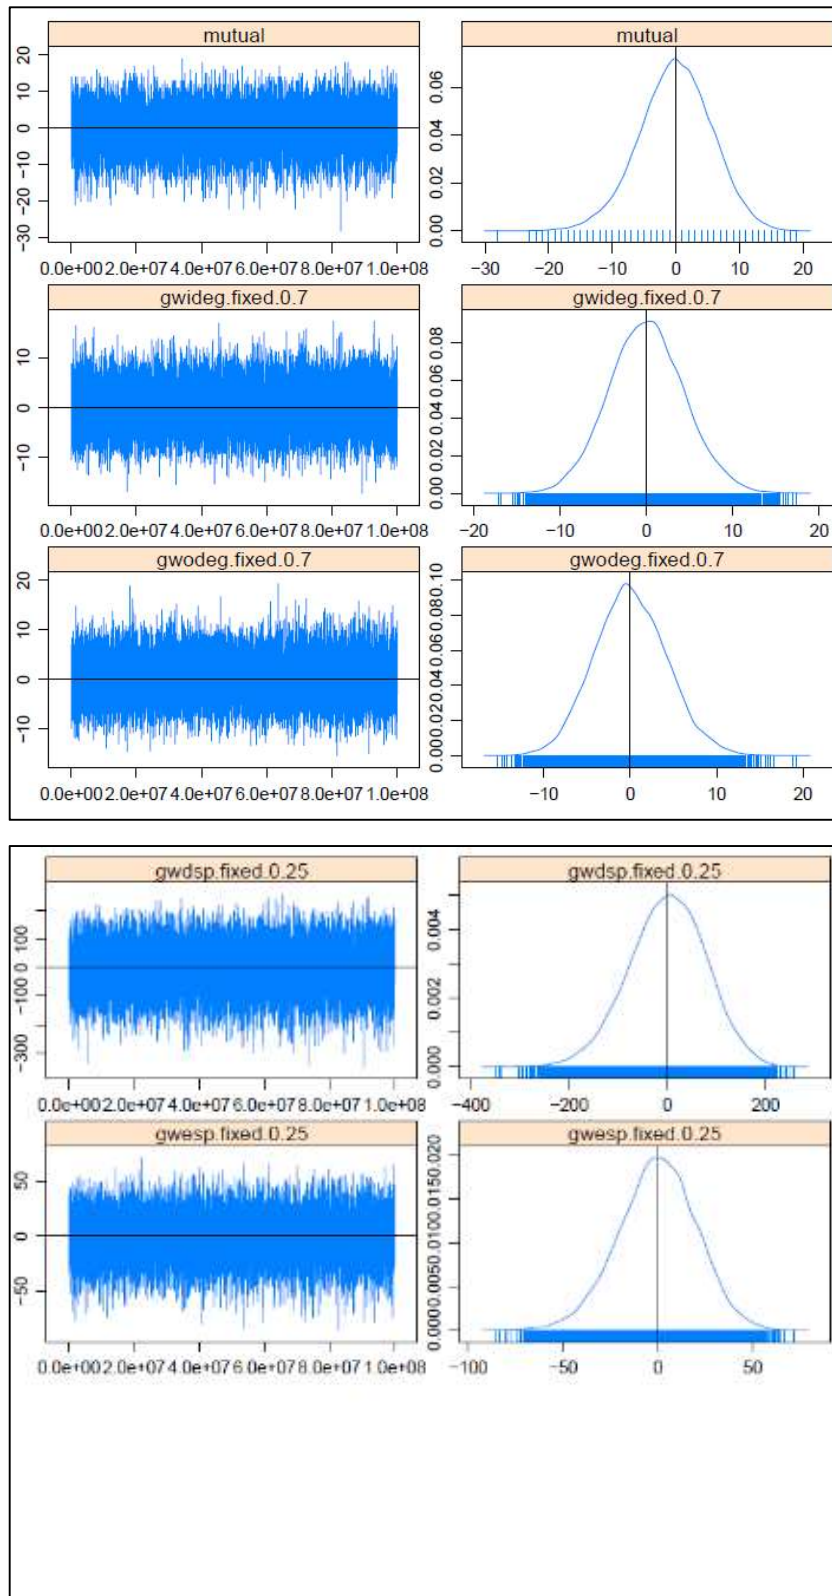 mutual mutual
20
10
0
−10
−20
−30
0.06
0.04
0.02
0.00
0.0e+00 2.0e+07 4.0e+07 6.0e+07 8.0e+07 1.0e+08
−30 −20 −10 0 10 20
gwideg.fixed.0.7 gwideg.fixed.0.7
10
0
−10
0.08
0.06
0.04
0.02
0.00
0.0e+00 2.0e+07 4.0e+07 6.0e+07 8.0e+07 1.0e+08
−20 −10 0 10 20
gwodeg.fixed.0.7 gwodeg.fixed.0.7
20
10
0
−10
0.10
0.08
0.06
0.04
0.02
0.00
0.0e+00 2.0e+07 4.0e+07 6.0e+07 8.0e+07 1.0e+08
−10 0 10 20
gwdsp.fixed.0.25 gwdsp.fixed.0.25
100
0
−100
−300
0.004
0.002
0.000
0.0e+00 2.0e+07 4.0e+07 6.0e+07 8.0e+07 1.0e+08
−400 −200 0 200
gwesp.fixed.0.25 gwesp.fixed.0.25
50
0
−50
0.020
0.015
0.010
0.005
0.000
0.0e+00 2.0e+07 4.0e+07 6.0e+07 8.0e+07 1.0e+08
−100 −50 0 50